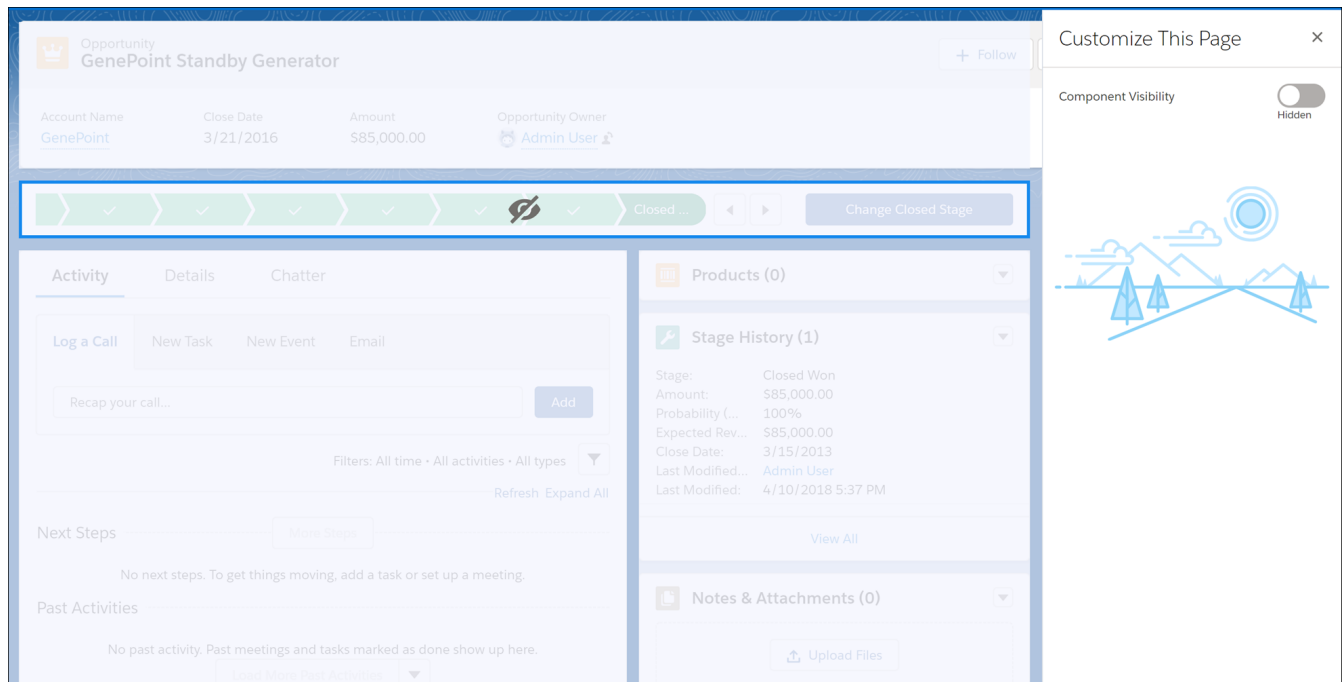 Opportunity
GenePoint Standby Generator
+ Follow
Account Name
Close Date
Amount
Opportunity Owner
GenePoint
3/21/2016
$85,000.00
Admin User
Closed ...
Change Closed Stage
Activity
Details
Chatter
Log a Call
New Task
New Event
Email
Recap your call...
Add
Filters: All time • All activities • All types
Refresh Expand All
Next Steps
More Steps
No next steps. To get things moving, add a task or set up a meeting.
Past Activities
No past activity. Past meetings and tasks marked as done show up here.
Load More Past Activities
Products (0)
Stage History (1)
Stage: Closed Won
Amount: $85,000.00
Probability (... 100%
Expected Rev... $85,000.00
Close Date: 3/15/2013
Last Modified... Admin User
Last Modified: 4/10/2018 5:37 PM
View All
Notes & Attachments (0)
Upload Files
Customize This Page
Component Visibility
Hidden